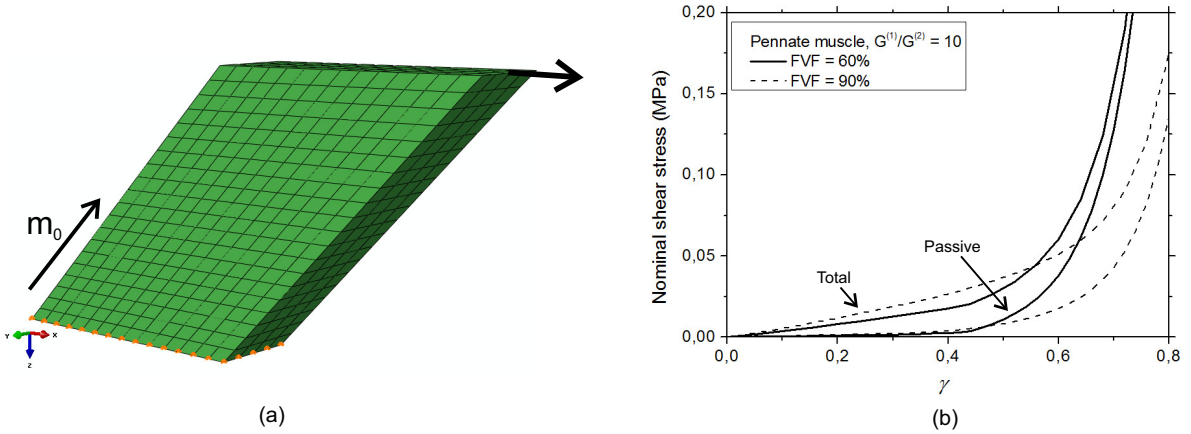 m₀
Y
X
Z
(a)
0,20
0,15
0,10
0,05
0,00
Nominal shear stress (MPa)
Pennate muscle, G⁽¹⁾/G⁽²⁾ = 10
FVF = 60%
FVF = 90%
Passive
Total
0,0
0,2
0,4
0,6
0,8
γ
(b)